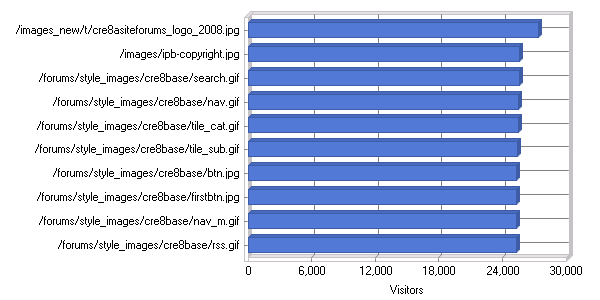 /images_new/t/cre8asiteforums_logo_2008.jpg
/images/ipb-copyright.jpg
/forums/style_images/cre8base/search.gif
/forums/style_images/cre8base/nav.gif
/forums/style_images/cre8base/tile_cat.gif
/forums/style_images/cre8base/tile_sub.gif
/forums/style_images/cre8base/btn.jpg
/forums/style_images/cre8base/firstbtn.jpg
/forums/style_images/cre8base/nav_m.gif
/forums/style_images/cre8base/rss.gif
0 6,000 12,000 18,000 24,000 30,000
Visitors